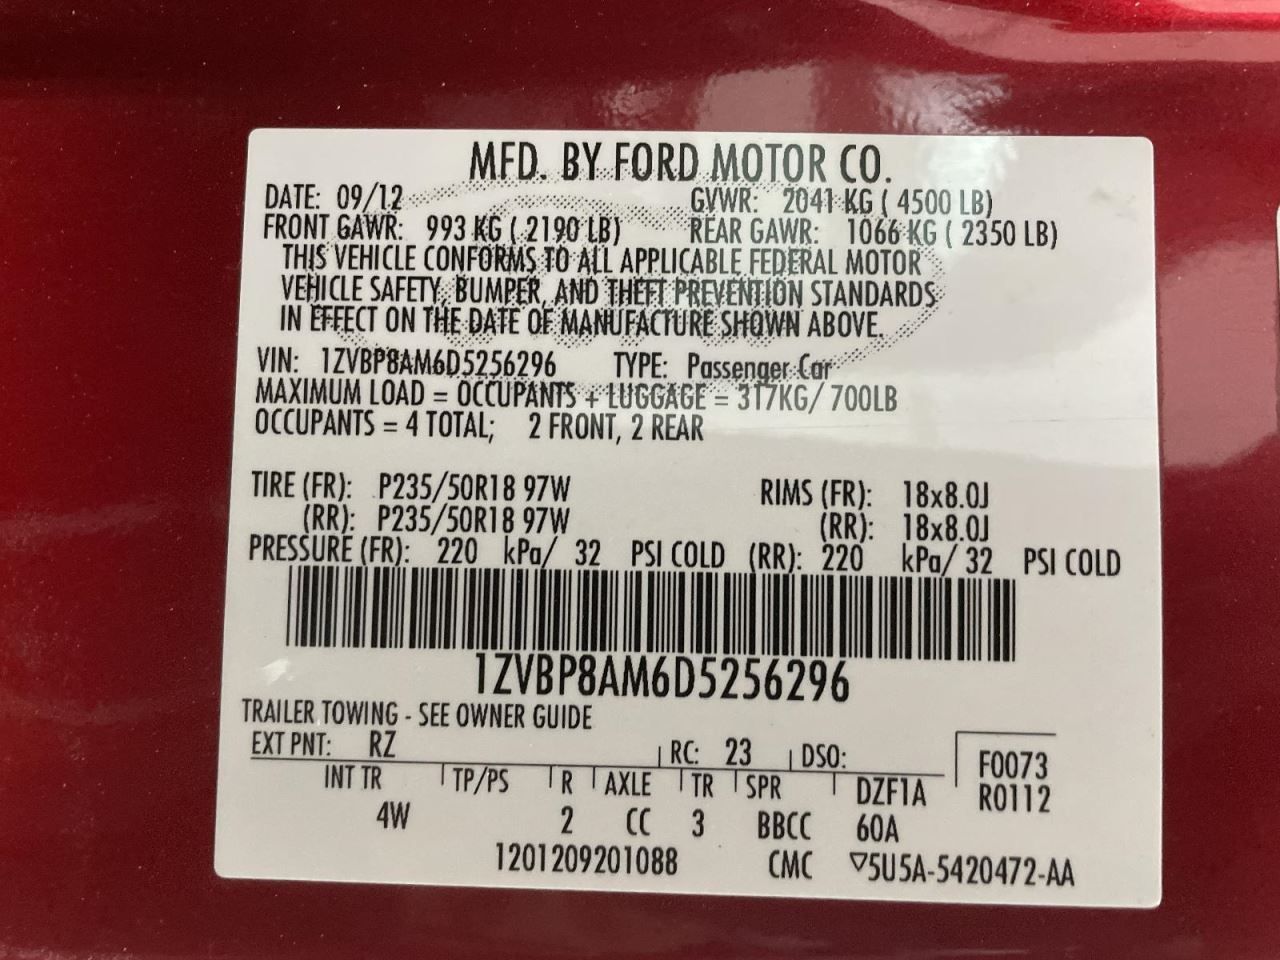 MFD. BY FORD MOTOR CO.
DATE: 09/12 GVWR: 2041 KG ( 4500 LB)
FRONT GAWR: 993 KG ( 2190 LB) REAR GAWR: 1066 KG ( 2350 LB)
THIS VEHICLE CONFORMS TO ALL APPLICABLE FEDERAL MOTOR
VEHICLE SAFETY, BUMPER, AND THEFT PREVENTION STANDARDS
IN EFFECT ON THE DATE OF MANUFACTURE SHOWN ABOVE.
VIN: 1ZVBP8AM6D5256296 TYPE: Passenger Car
MAXIMUM LOAD = OCCUPANTS + LUGGAGE = 317KG/ 700LB
OCCUPANTS = 4 TOTAL; 2 FRONT, 2 REAR
TIRE (FR): P235/50R18 97W RIMS (FR): 18x8.0J
(RR): P235/50R18 97W (RR): 18x8.0J
PRESSURE (FR): 220 kPa/ 32 PSI COLD (RR): 220 kPa/ 32 PSI COLD
1ZVBP8AM6D5256296
TRAILER TOWING - SEE OWNER GUIDE
EXT PNT: RZ RC: 23 DSO: F0073
INT TR TP/PS R AXLE TR SPR DZF1A R0112
4W 2 CC 3 BBCC 60A
1201209201088 CMC ▽5U5A-5420472-AA